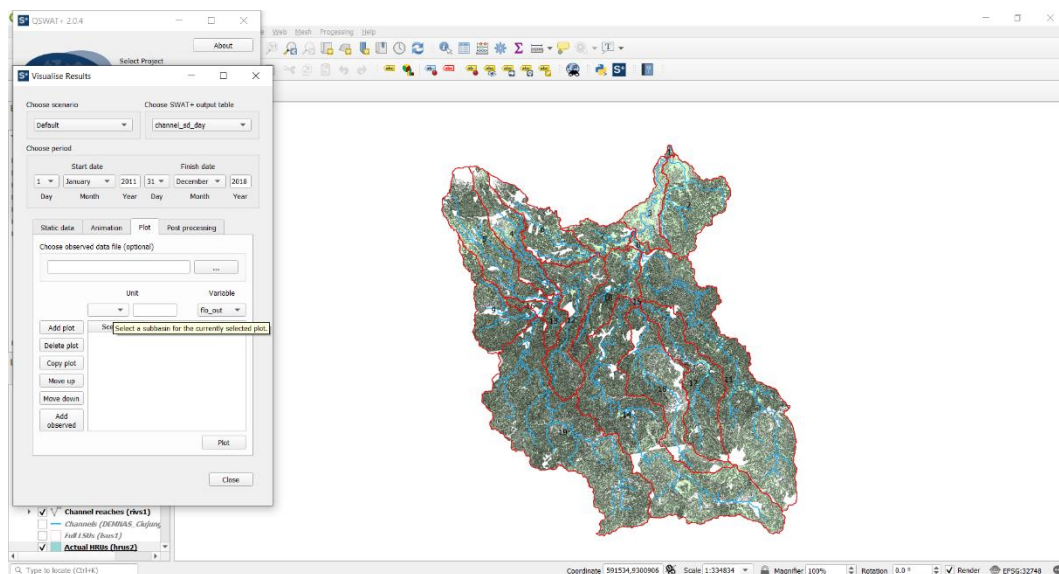 QSWAT+ 2.0.4
Web Mesh Processing Help
About
Select Project
Visualise Results
Choose scenario
Choose SWAT+ output table
Default
channel_sd_day
Choose period
Start date
Finish date
1 January 2011 31 December 2018
Day Month Year Day Month Year
Static data Animation Plot Post processing
Choose observed data file (optional)
...
Unit Variable
flo_out
Add plot
Select a subbasin for the currently selected plot.
Delete plot
Copy plot
Move up
Move down
Add
observed
Plot
Close
Channel reaches (rivs1)
Full LSUs (lsus1)
Actual HRUs (hrus2)
Type to locate (Ctrl+K)
Coordinate 591534,9300906 Scale 1:334834 Magnifier 100% Rotation 0.0 ° Render EPSG:32748